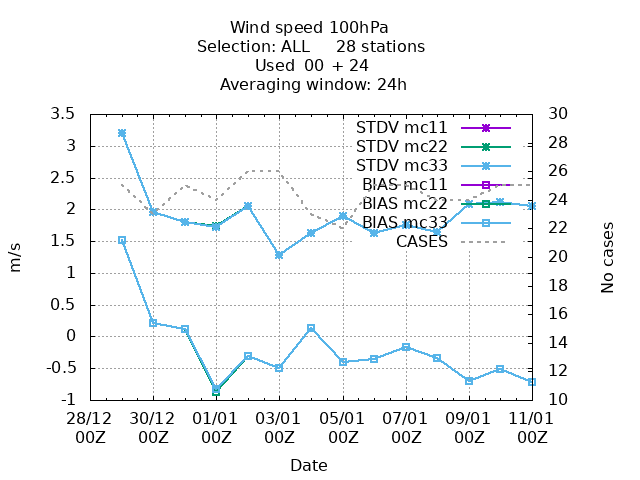 Wind speed 100hPa
Selection: ALL 28 stations
Used 00 + 24
Averaging window: 24h
3.5
3
2.5
2
1.5
1
0.5
0
-0.5
-1
m/s
30
28
26
24
22
20
18
16
14
12
10
No cases
STDV mc11
STDV mc22
STDV mc33
BIAS mc11
BIAS mc22
BIAS mc33
CASES
28/12 30/12 01/01 03/01 05/01 07/01 09/01 11/01
00Z 00Z 00Z 00Z 00Z 00Z 00Z 00Z
Date